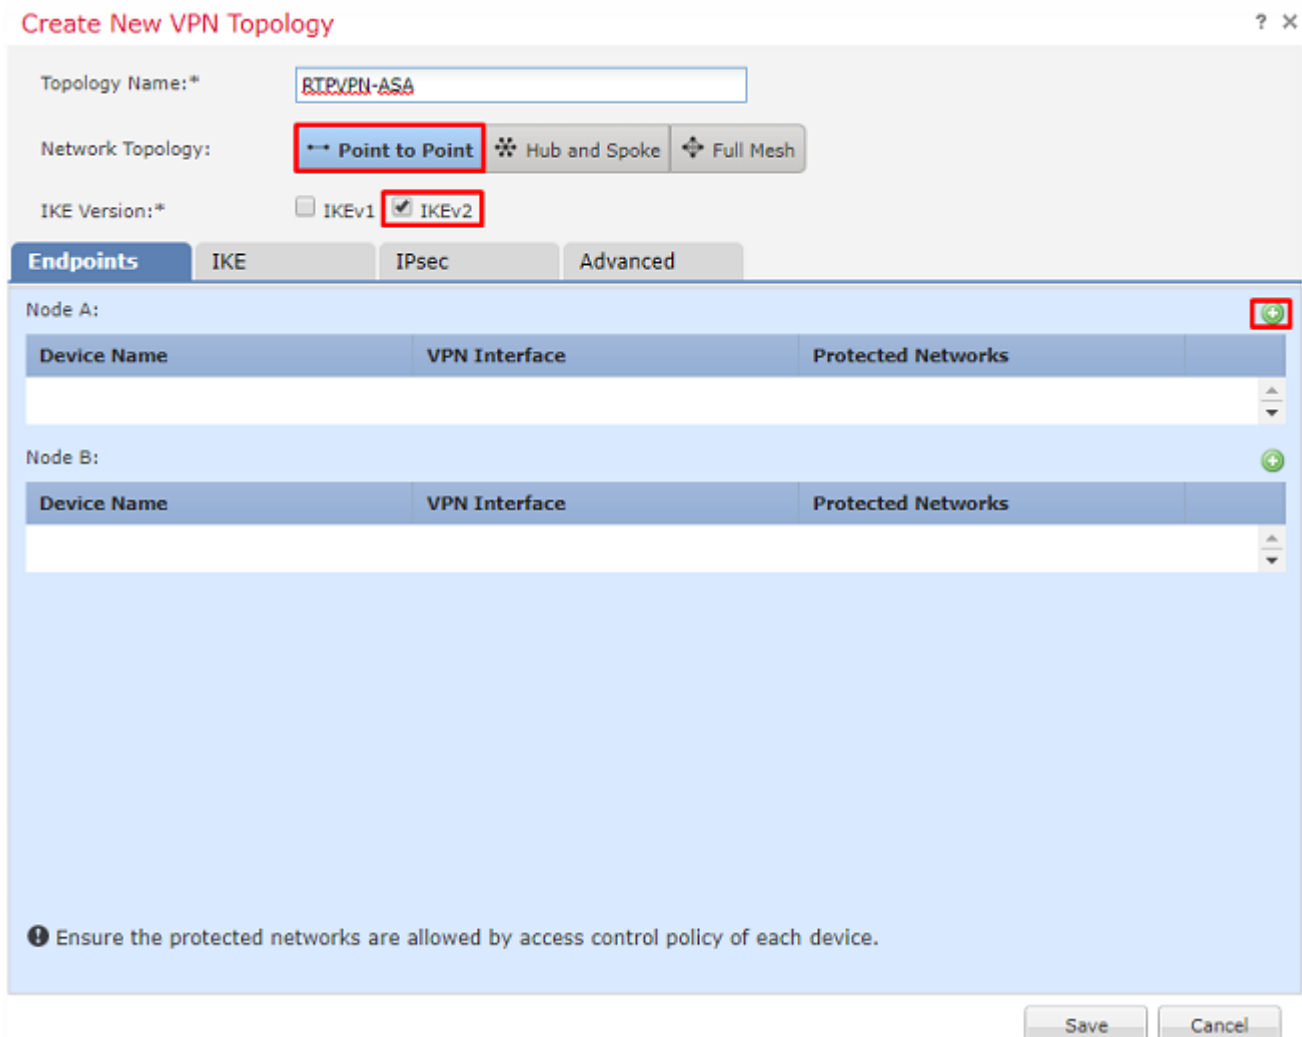 Create New VPN Topology ?
Topology Name:* RTPVPN-ASA
Network Topology: Point to Point Hub and Spoke Full Mesh
IKE Version:* IKEv1 IKEv2
Endpoints IKE IPsec Advanced
Node A:
Device Name VPN Interface Protected Networks
Node B:
Device Name VPN Interface Protected Networks
Ensure the protected networks are allowed by access control policy of each device.
Save Cancel